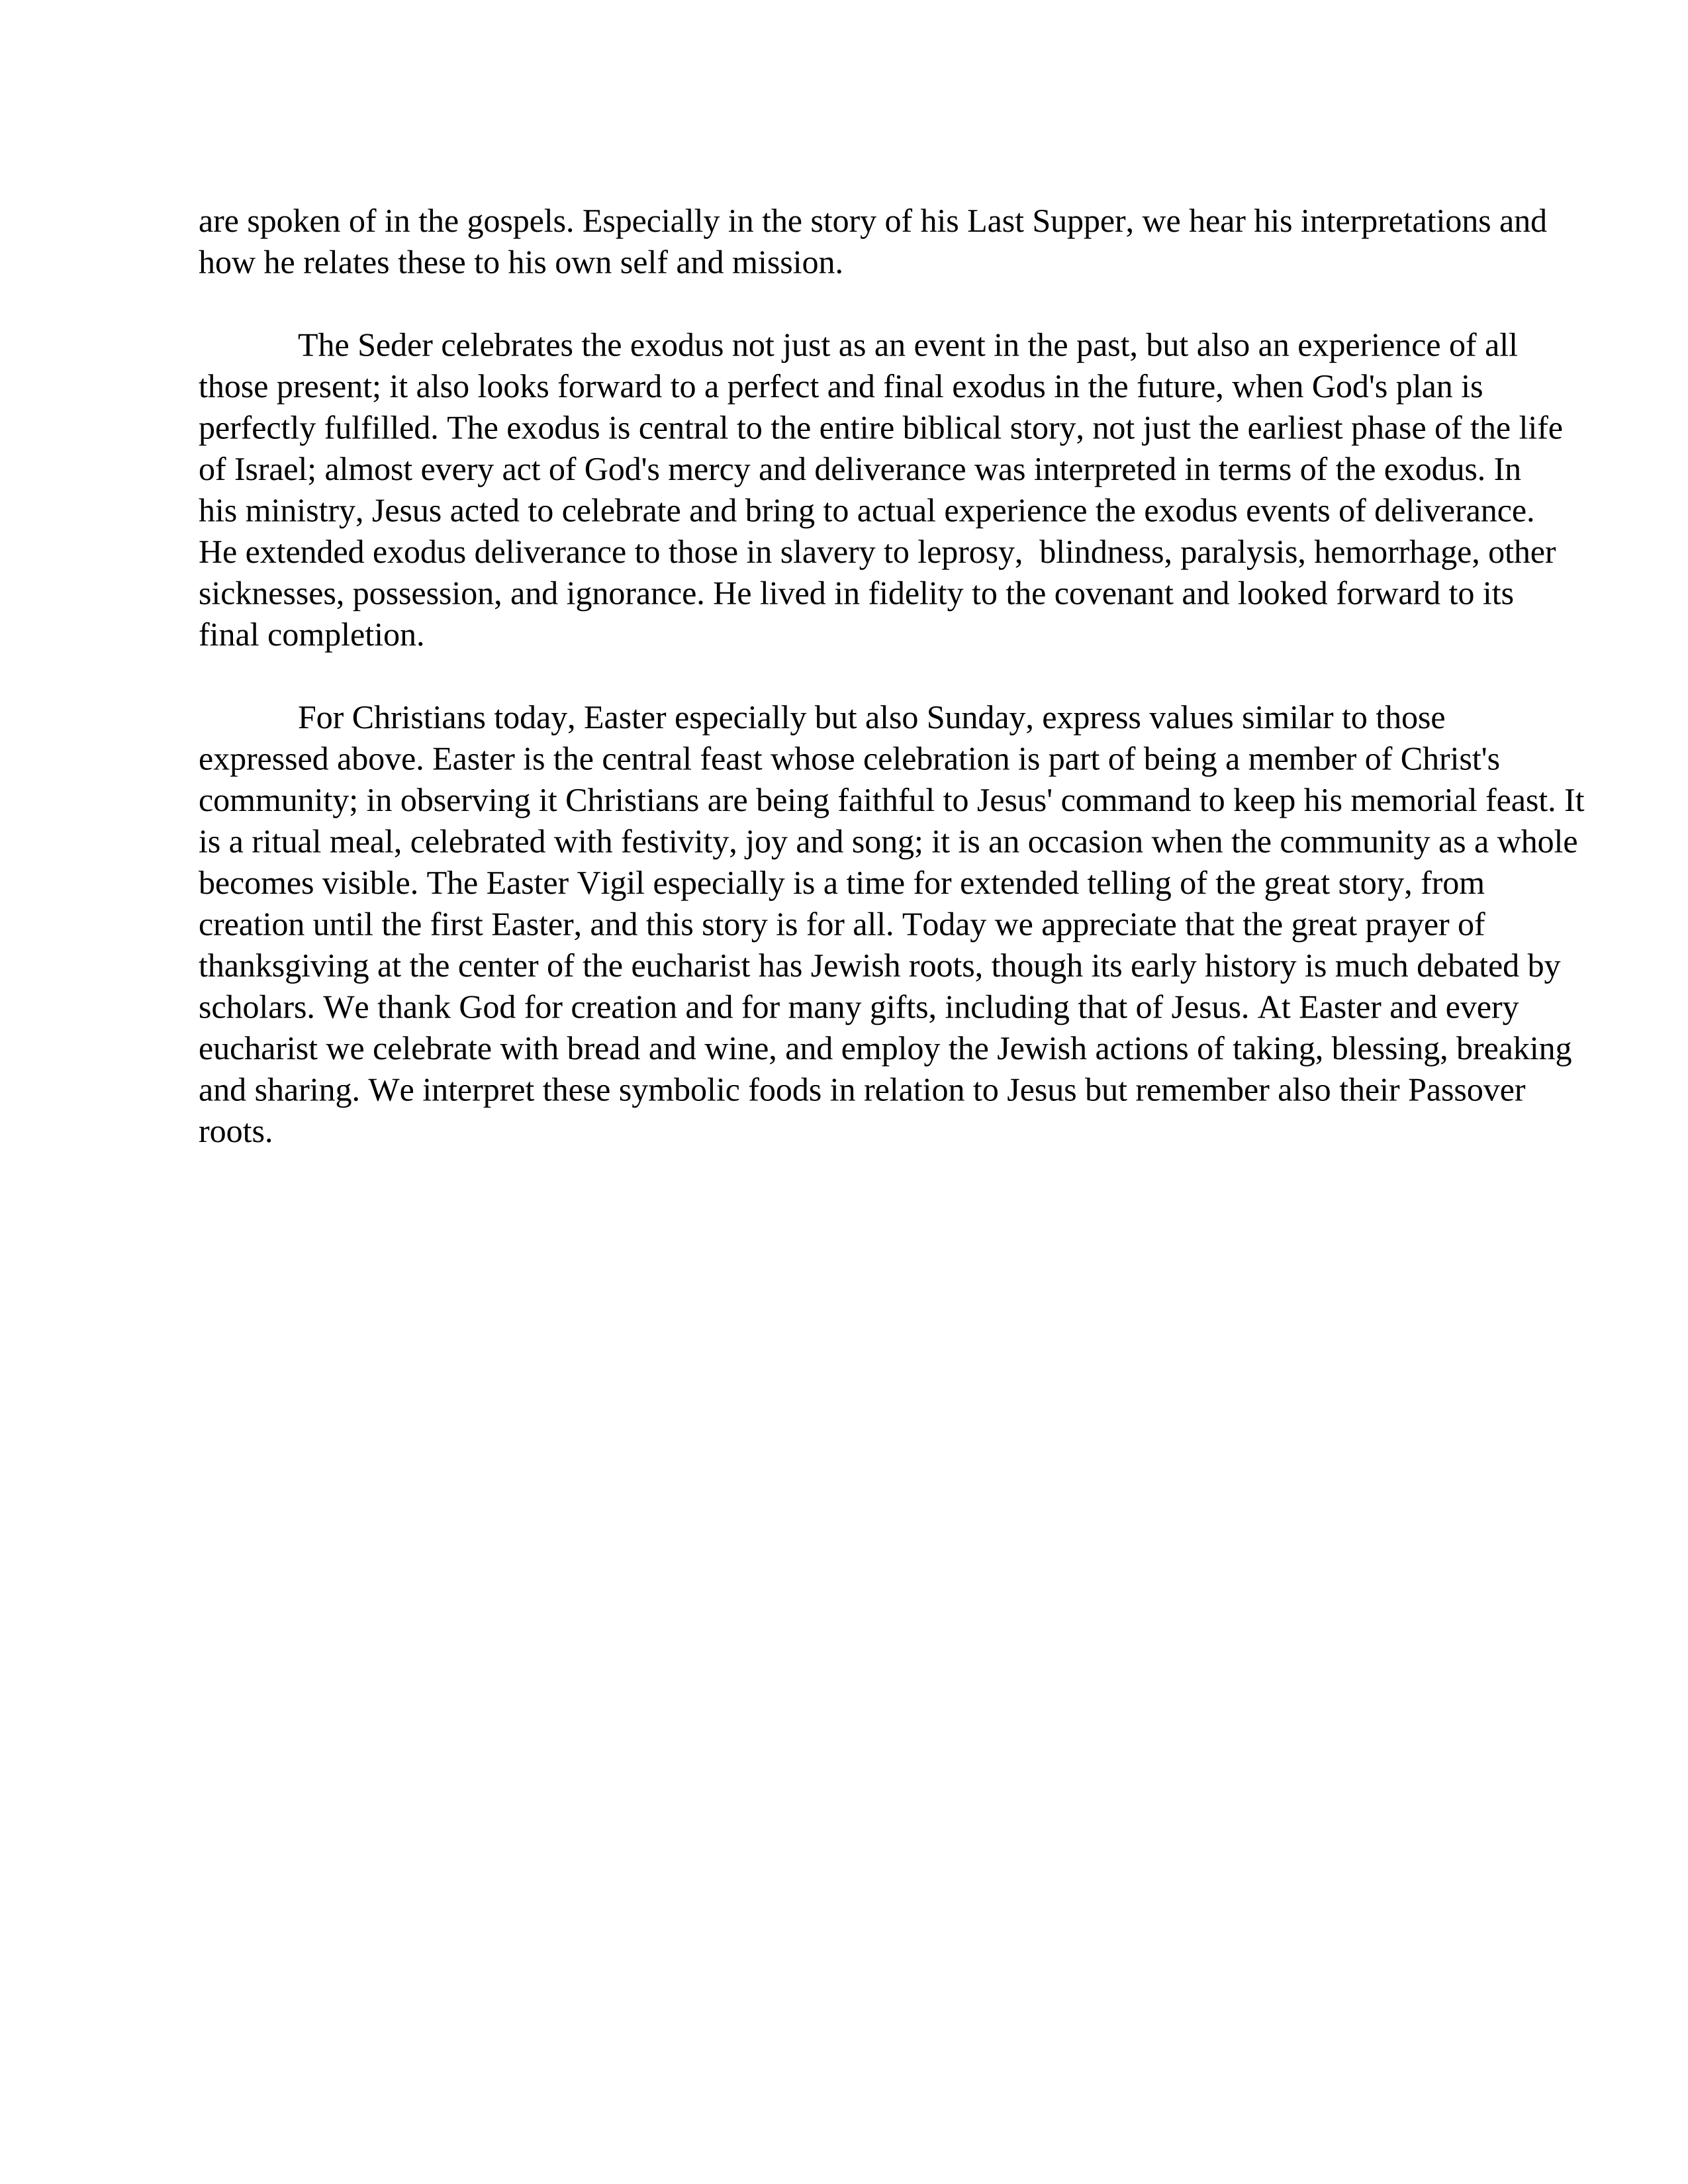 are spoken of in the gospels. Especially in the story of his Last Supper, we hear his interpretations and
how he relates these to his own self and mission.
The Seder celebrates the exodus not just as an event in the past, but also an experience of all
those present; it also looks forward to a perfect and final exodus in the future, when God's plan is
perfectly fulfilled. The exodus is central to the entire biblical story, not just the earliest phase of the life
of Israel; almost every act of God's mercy and deliverance was interpreted in terms of the exodus. In
his ministry, Jesus acted to celebrate and bring to actual experience the exodus events of deliverance.
He extended exodus deliverance to those in slavery to leprosy,  blindness, paralysis, hemorrhage, other
sicknesses, possession, and ignorance. He lived in fidelity to the covenant and looked forward to its
final completion.
For Christians today, Easter especially but also Sunday, express values similar to those
expressed above. Easter is the central feast whose celebration is part of being a member of Christ's
community; in observing it Christians are being faithful to Jesus' command to keep his memorial feast. It
is a ritual meal, celebrated with festivity, joy and song; it is an occasion when the community as a whole
becomes visible. The Easter Vigil especially is a time for extended telling of the great story, from
creation until the first Easter, and this story is for all. Today we appreciate that the great prayer of
thanksgiving at the center of the eucharist has Jewish roots, though its early history is much debated by
scholars. We thank God for creation and for many gifts, including that of Jesus. At Easter and every
eucharist we celebrate with bread and wine, and employ the Jewish actions of taking, blessing, breaking
and sharing. We interpret these symbolic foods in relation to Jesus but remember also their Passover
roots.